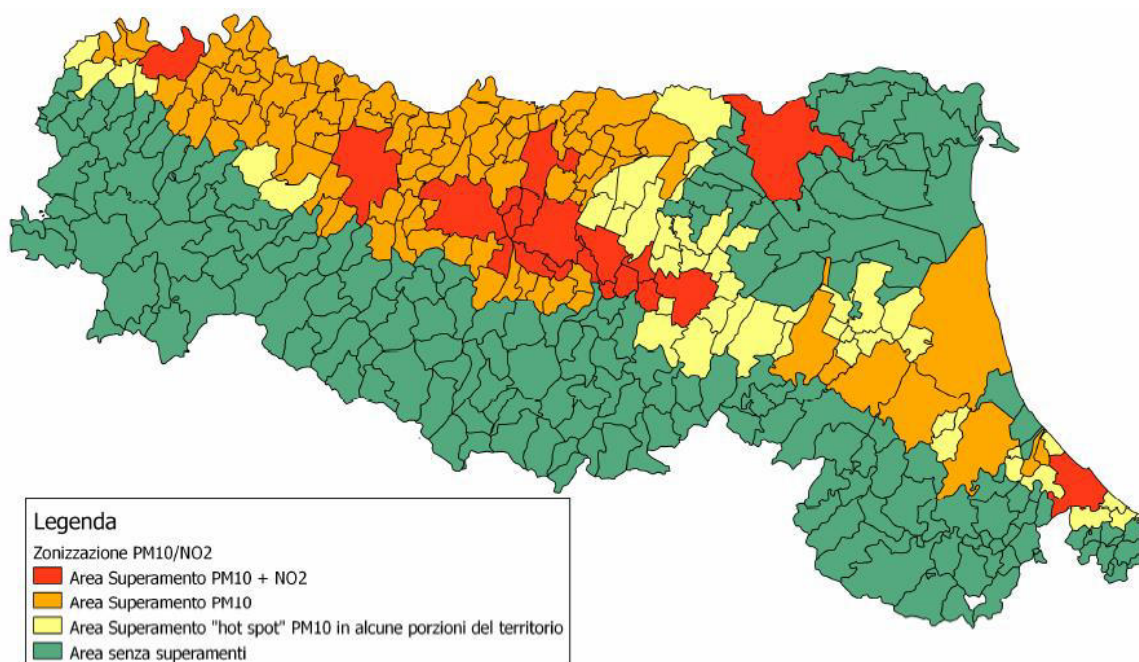 Legenda
Zonizzazione PM10/NO2
Area Superamento PM10 + NO2
Area Superamento PM10
Area Superamento "hot spot" PM10 in alcune porzioni del territorio
Area senza superamenti